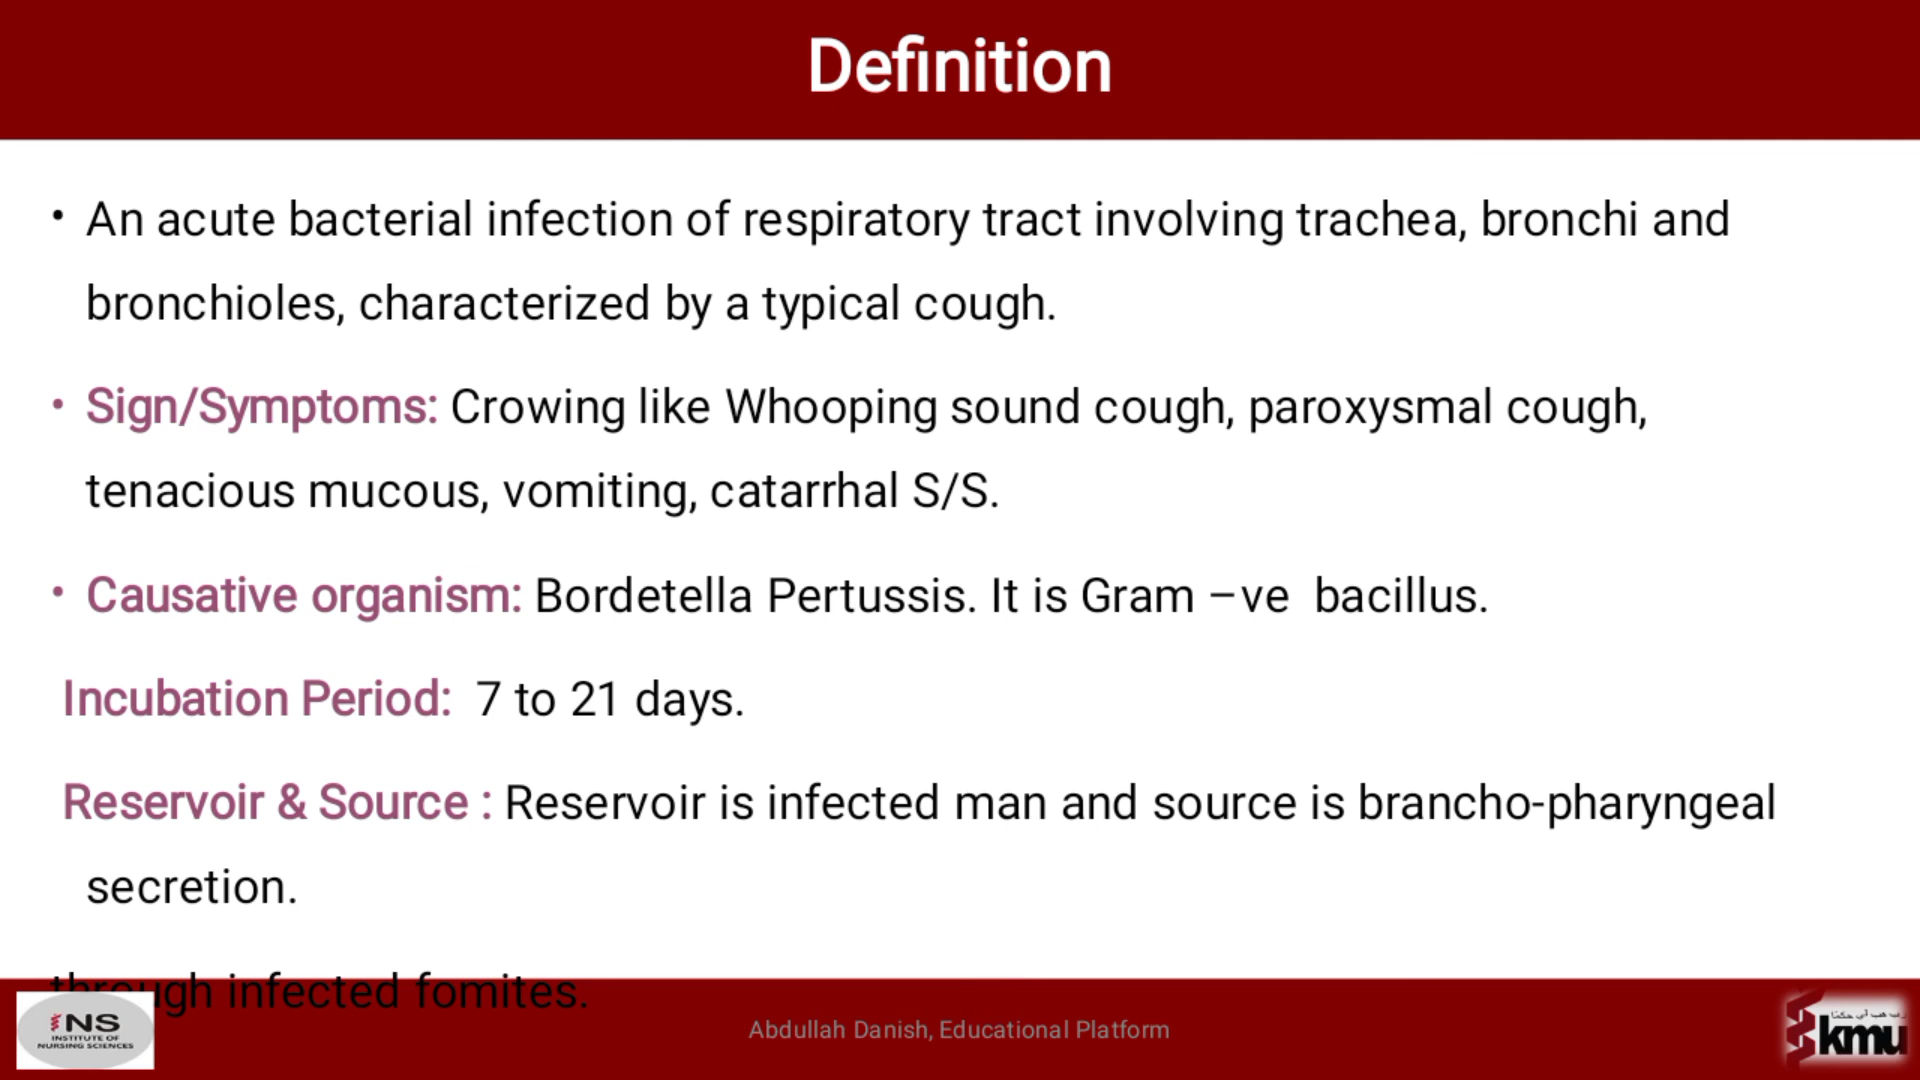 Definition
• An acute bacterial infection of respiratory tract involving trachea, bronchi and
bronchioles, characterized by a typical cough.
• Sign/Symptoms: Crowing like Whooping sound cough, paroxysmal cough,
tenacious mucous, vomiting, catarrhal S/S.
• Causative organism: Bordetella Pertussis. It is Gram –ve  bacillus.
Incubation Period:  7 to 21 days.
Reservoir & Source : Reservoir is infected man and source is brancho-pharyngeal
secretion.
through infected fomites.
INS
INSTITUTE OF
NURSING SCIENCES
Abdullah Danish, Educational Platform
kmu